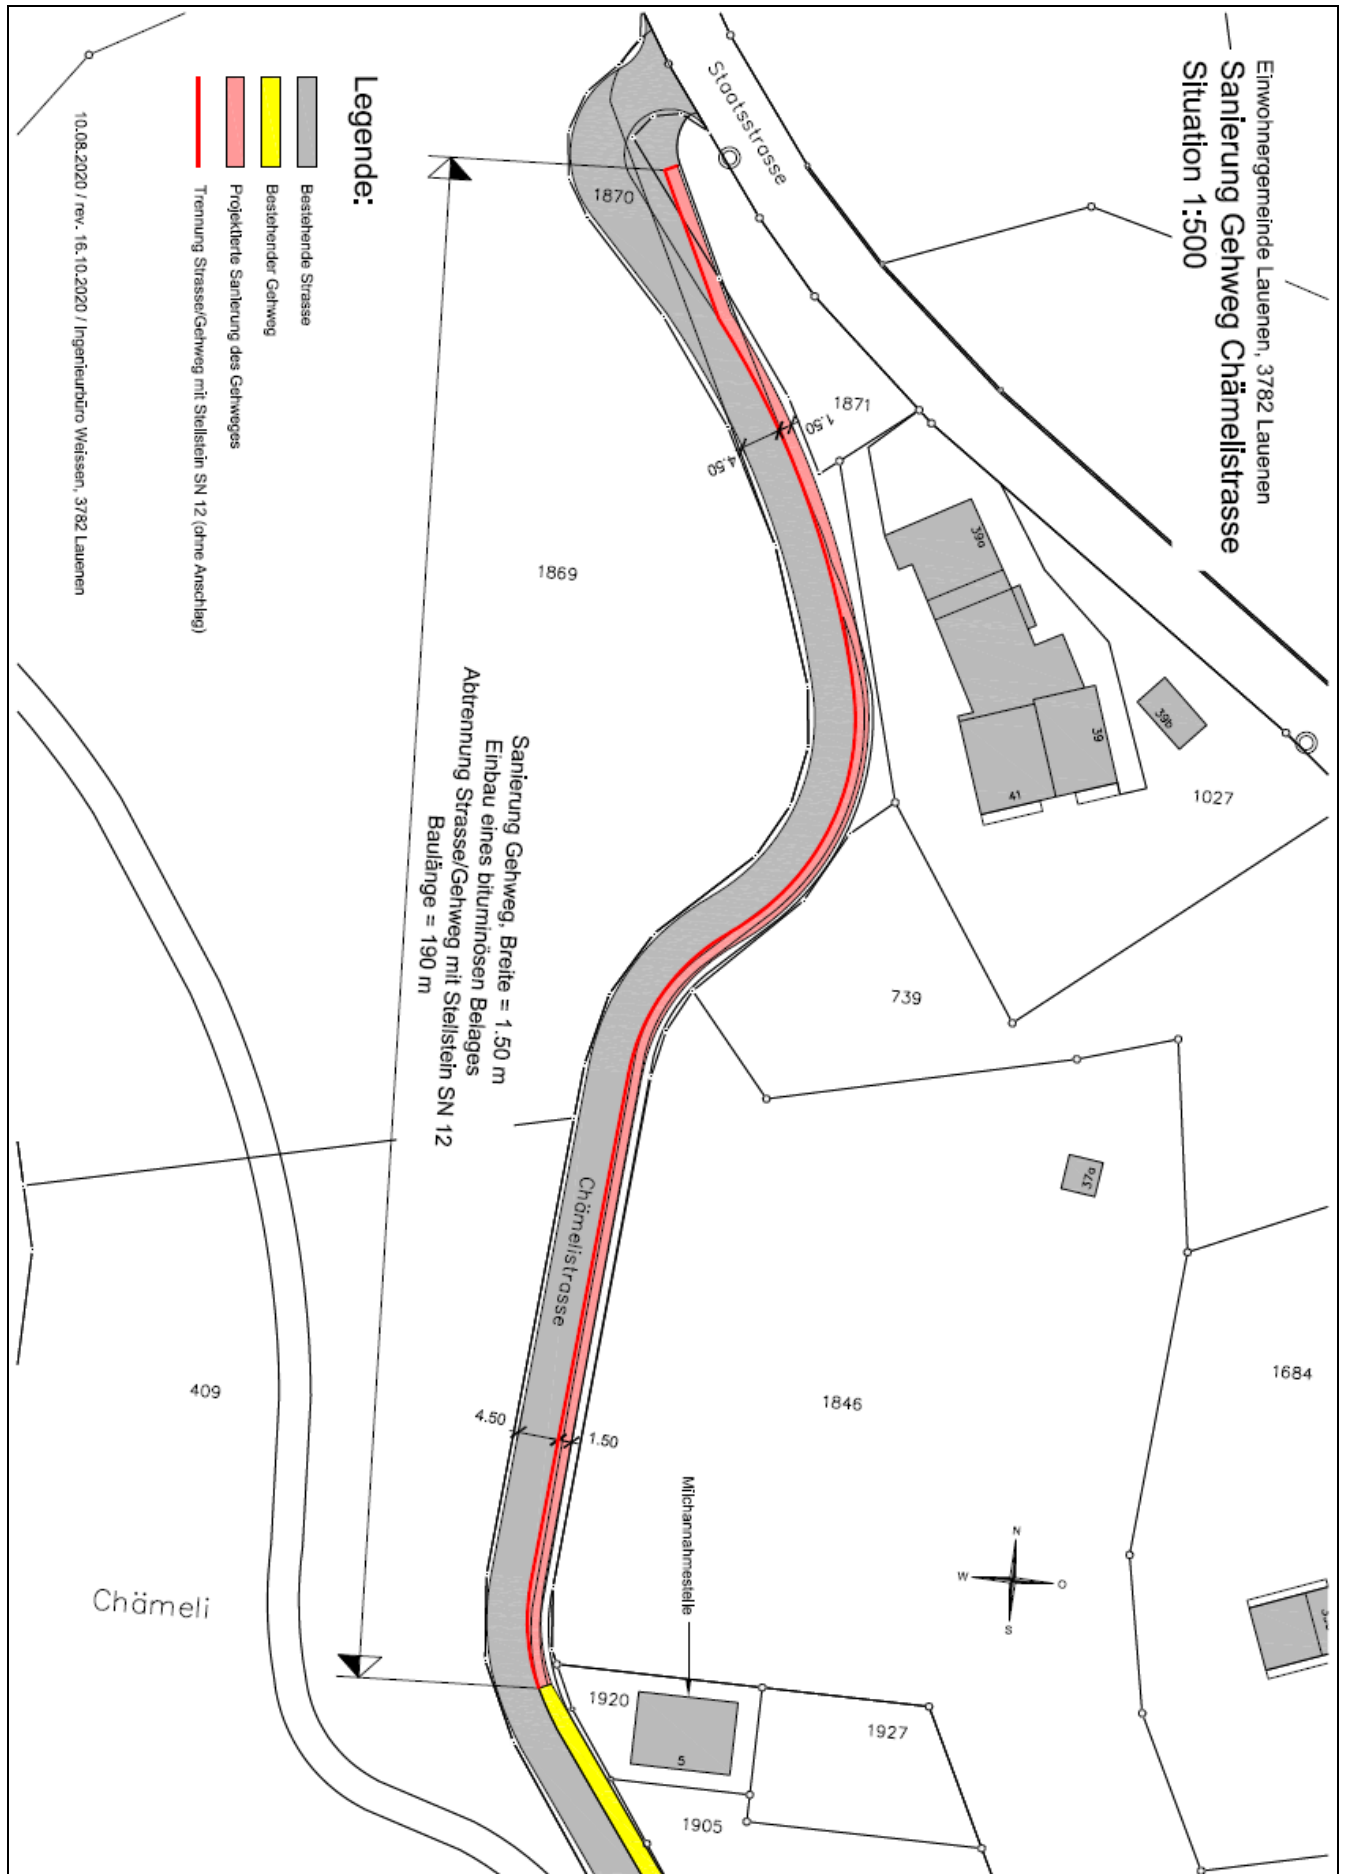 Einwohnergemeinde Lauenen, 3782 Lauenen
Sanierung Gehweg Chämelistrasse
Situation 1:500
Staatsstrasse
1870
1871
1.50
4.50
1869
39a
39b
39
41
1027
Legende:
Bestehende Strasse
Bestehender Gehweg
Projektierte Sanierung des Gehweges
Trennung Strasse/Gehweg mit Stellstein SN 12 (ohne Anschlag)
10.08.2020 / rev. 16.10.2020 / Ingenieurbüro Weissen, 3782 Lauenen
Sanierung Gehweg, Breite = 1.50 m
Einbau eines bituminösen Belages
Abtrennung Strasse/Gehweg mit Stellstein SN 12
Baulänge = 190 m
739
37a
Chämelistrasse
409
1846
1684
4.50
1.50
Milchannahmestelle
N
W
O
S
Chämeli
1920
5
1927
1905